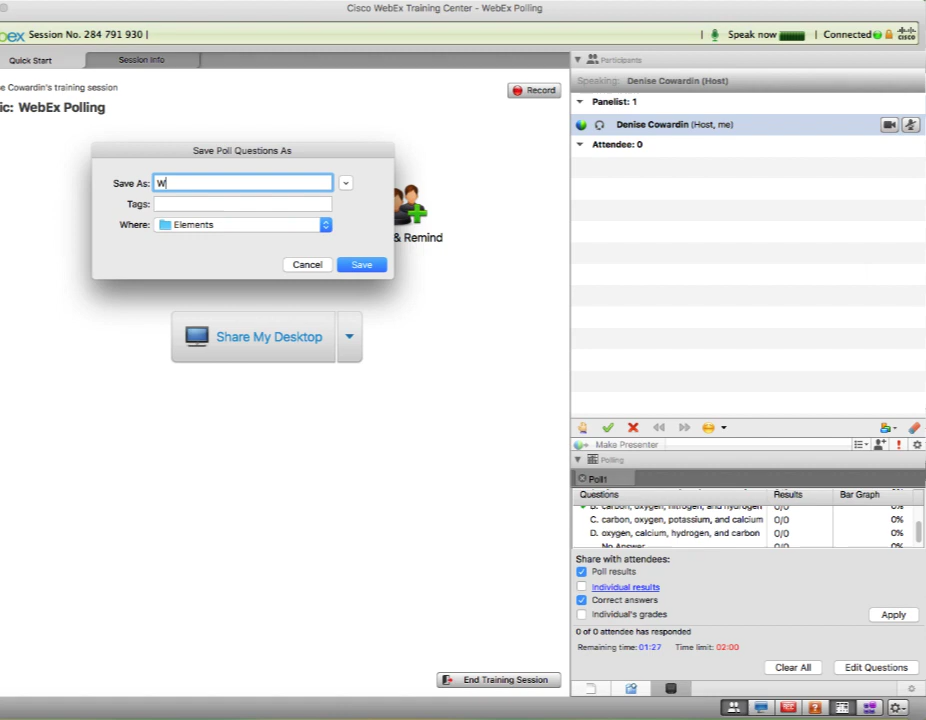 Cisco WebEx Training Center - WebEx Polling
ex Session No. 284 791 930 |
| Speak now | Connected
CISCO
Quick Start
Session Info
Participants
e Cowardin's training session
Record
Speaking: Denise Cowardin (Host)
ic: WebEx Polling
Panelist: 1
Denise Cowardin (Host, me)
Attendee: 0
Save Poll Questions As
Save As: W
Tags:
Where: Elements
& Remind
Cancel
Save
Share My Desktop
Make Presenter
Polling
Poll1
Questions Results Bar Graph
B. carbon, oxygen, nitrogen, and hydrogen 0/0 0%
C. carbon, oxygen, potassium, and calcium 0/0 0%
D. oxygen, calcium, hydrogen, and carbon 0/0 0%
No Answer 0/0 0%
Share with attendees:
Poll results
Individual results
Correct answers
Individual's grades
Apply
0 of 0 attendee has responded
Remaining time: 01:27 Time limit: 02:00
Clear All
Edit Questions
End Training Session